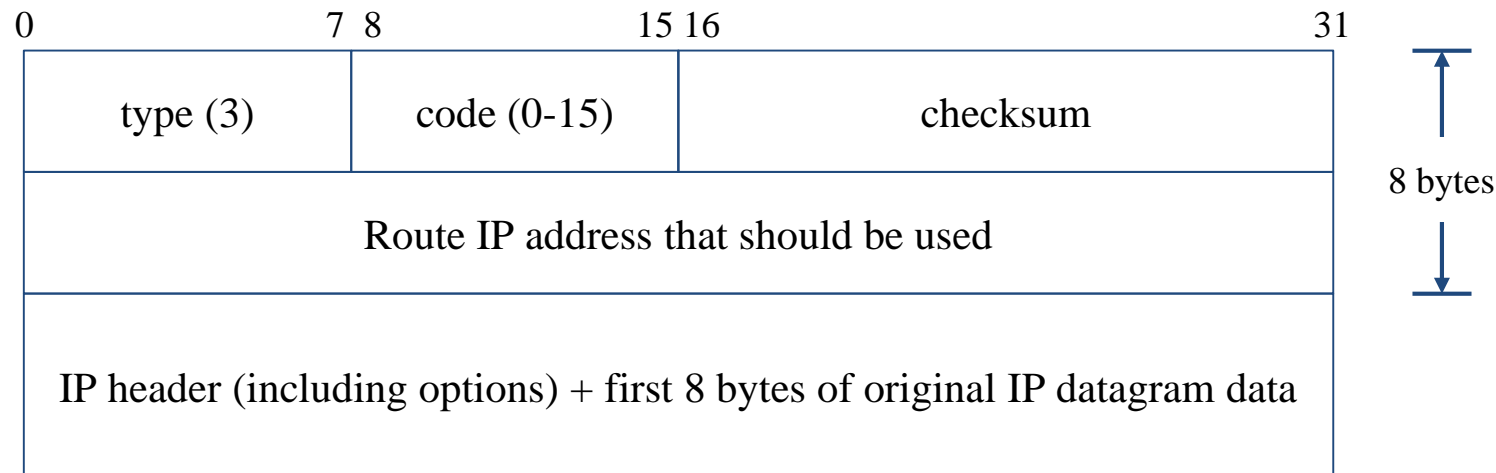 0 7 8 15 16 31
type (3) code (0-15) checksum
8 bytes
Route IP address that should be used
IP header (including options) + first 8 bytes of original IP datagram data